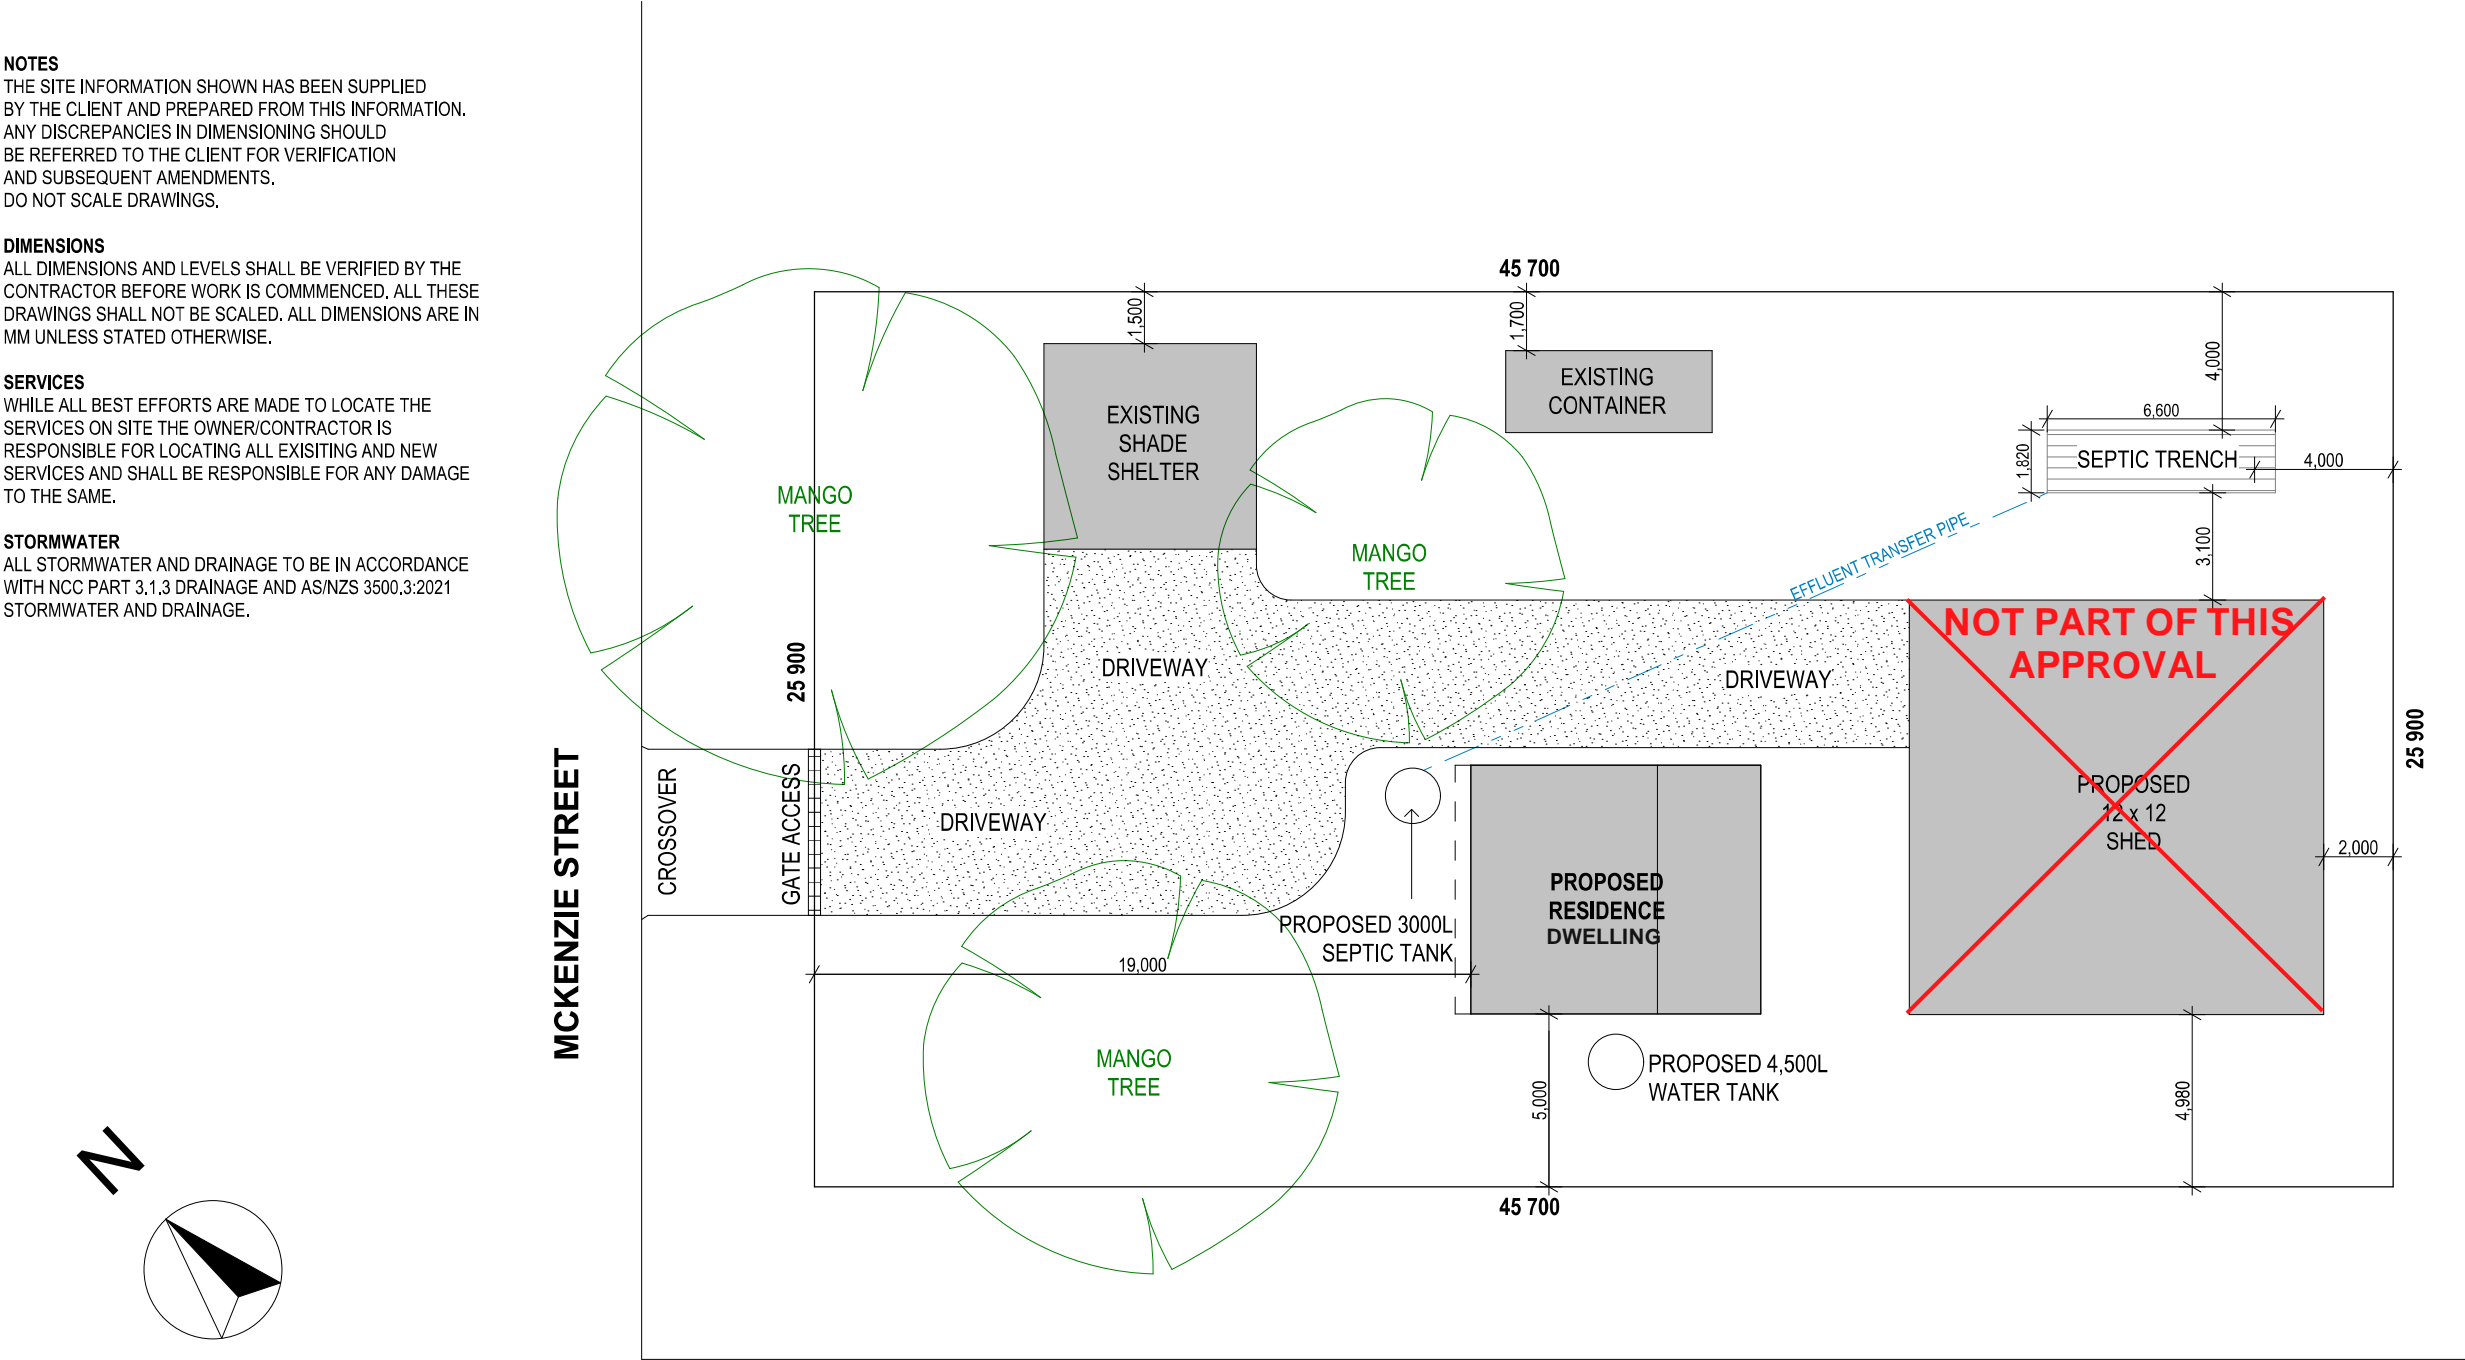 NOTES
THE SITE INFORMATION SHOWN HAS BEEN SUPPLIED
BY THE CLIENT AND PREPARED FROM THIS INFORMATION.
ANY DISCREPANCIES IN DIMENSIONING SHOULD
BE REFERRED TO THE CLIENT FOR VERIFICATION
AND SUBSEQUENT AMENDMENTS.
DO NOT SCALE DRAWINGS.
DIMENSIONS
ALL DIMENSIONS AND LEVELS SHALL BE VERIFIED BY THE
CONTRACTOR BEFORE WORK IS COMMMENCED. ALL THESE
DRAWINGS SHALL NOT BE SCALED. ALL DIMENSIONS ARE IN
MM UNLESS STATED OTHERWISE.
SERVICES
WHILE ALL BEST EFFORTS ARE MADE TO LOCATE THE
SERVICES ON SITE THE OWNER/CONTRACTOR IS
RESPONSIBLE FOR LOCATING ALL EXISITING AND NEW
SERVICES AND SHALL BE RESPONSIBLE FOR ANY DAMAGE
TO THE SAME.
STORMWATER
ALL STORMWATER AND DRAINAGE TO BE IN ACCORDANCE
WITH NCC PART 3.1.3 DRAINAGE AND AS/NZS 3500.3:2021
STORMWATER AND DRAINAGE.
N
MCKENZIE STREET
CROSSOVER
GATE ACCESS
45 700
1,500
1,700
4,000
EXISTING
SHADE
SHELTER
EXISTING
CONTAINER
6,600
1,820
SEPTIC TRENCH
4,000
3,100
MANGO
TREE
MANGO
TREE
EFFLUENT TRANSFER PIPE
25 900
DRIVEWAY
DRIVEWAY
DRIVEWAY
NOT PART OF THIS
APPROVAL
25 900
PROPOSED
12 x 12
SHED
2,000
PROPOSED
RESIDENCE
DWELLING
PROPOSED 3000L
SEPTIC TANK
19,000
MANGO
TREE
5,000
PROPOSED 4,500L
WATER TANK
4,980
45 700